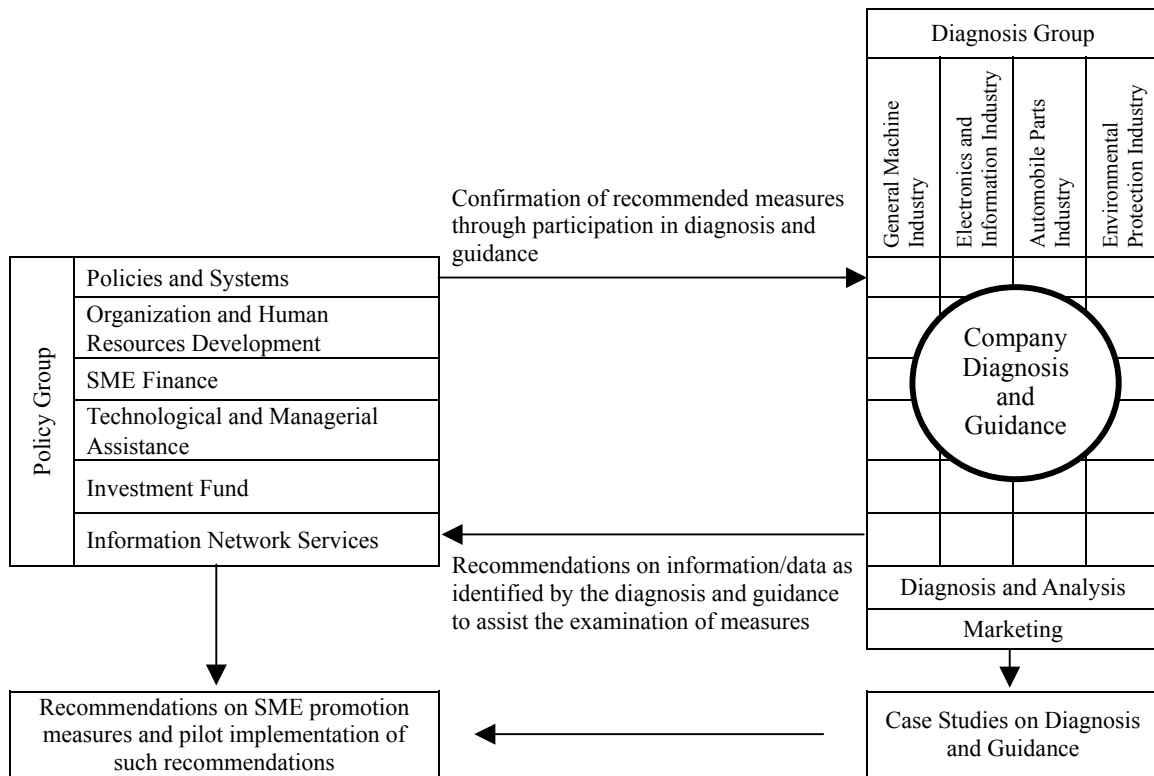 Diagnosis Group
General Machine
Industry
Electronics and
Information Industry
Automobile Parts
Industry
Environmental
Protection Industry
Confirmation of recommended measures
through participation in diagnosis and
guidance
Policy Group
Policies and Systems
Organization and Human
Resources Development
SME Finance
Technological and Managerial
Assistance
Investment Fund
Information Network Services
Company
Diagnosis
and
Guidance
Recommendations on information/data as
identified by the diagnosis and guidance
to assist the examination of measures
Diagnosis and Analysis
Marketing
Recommendations on SME promotion
measures and pilot implementation of
such recommendations
Case Studies on Diagnosis
and Guidance